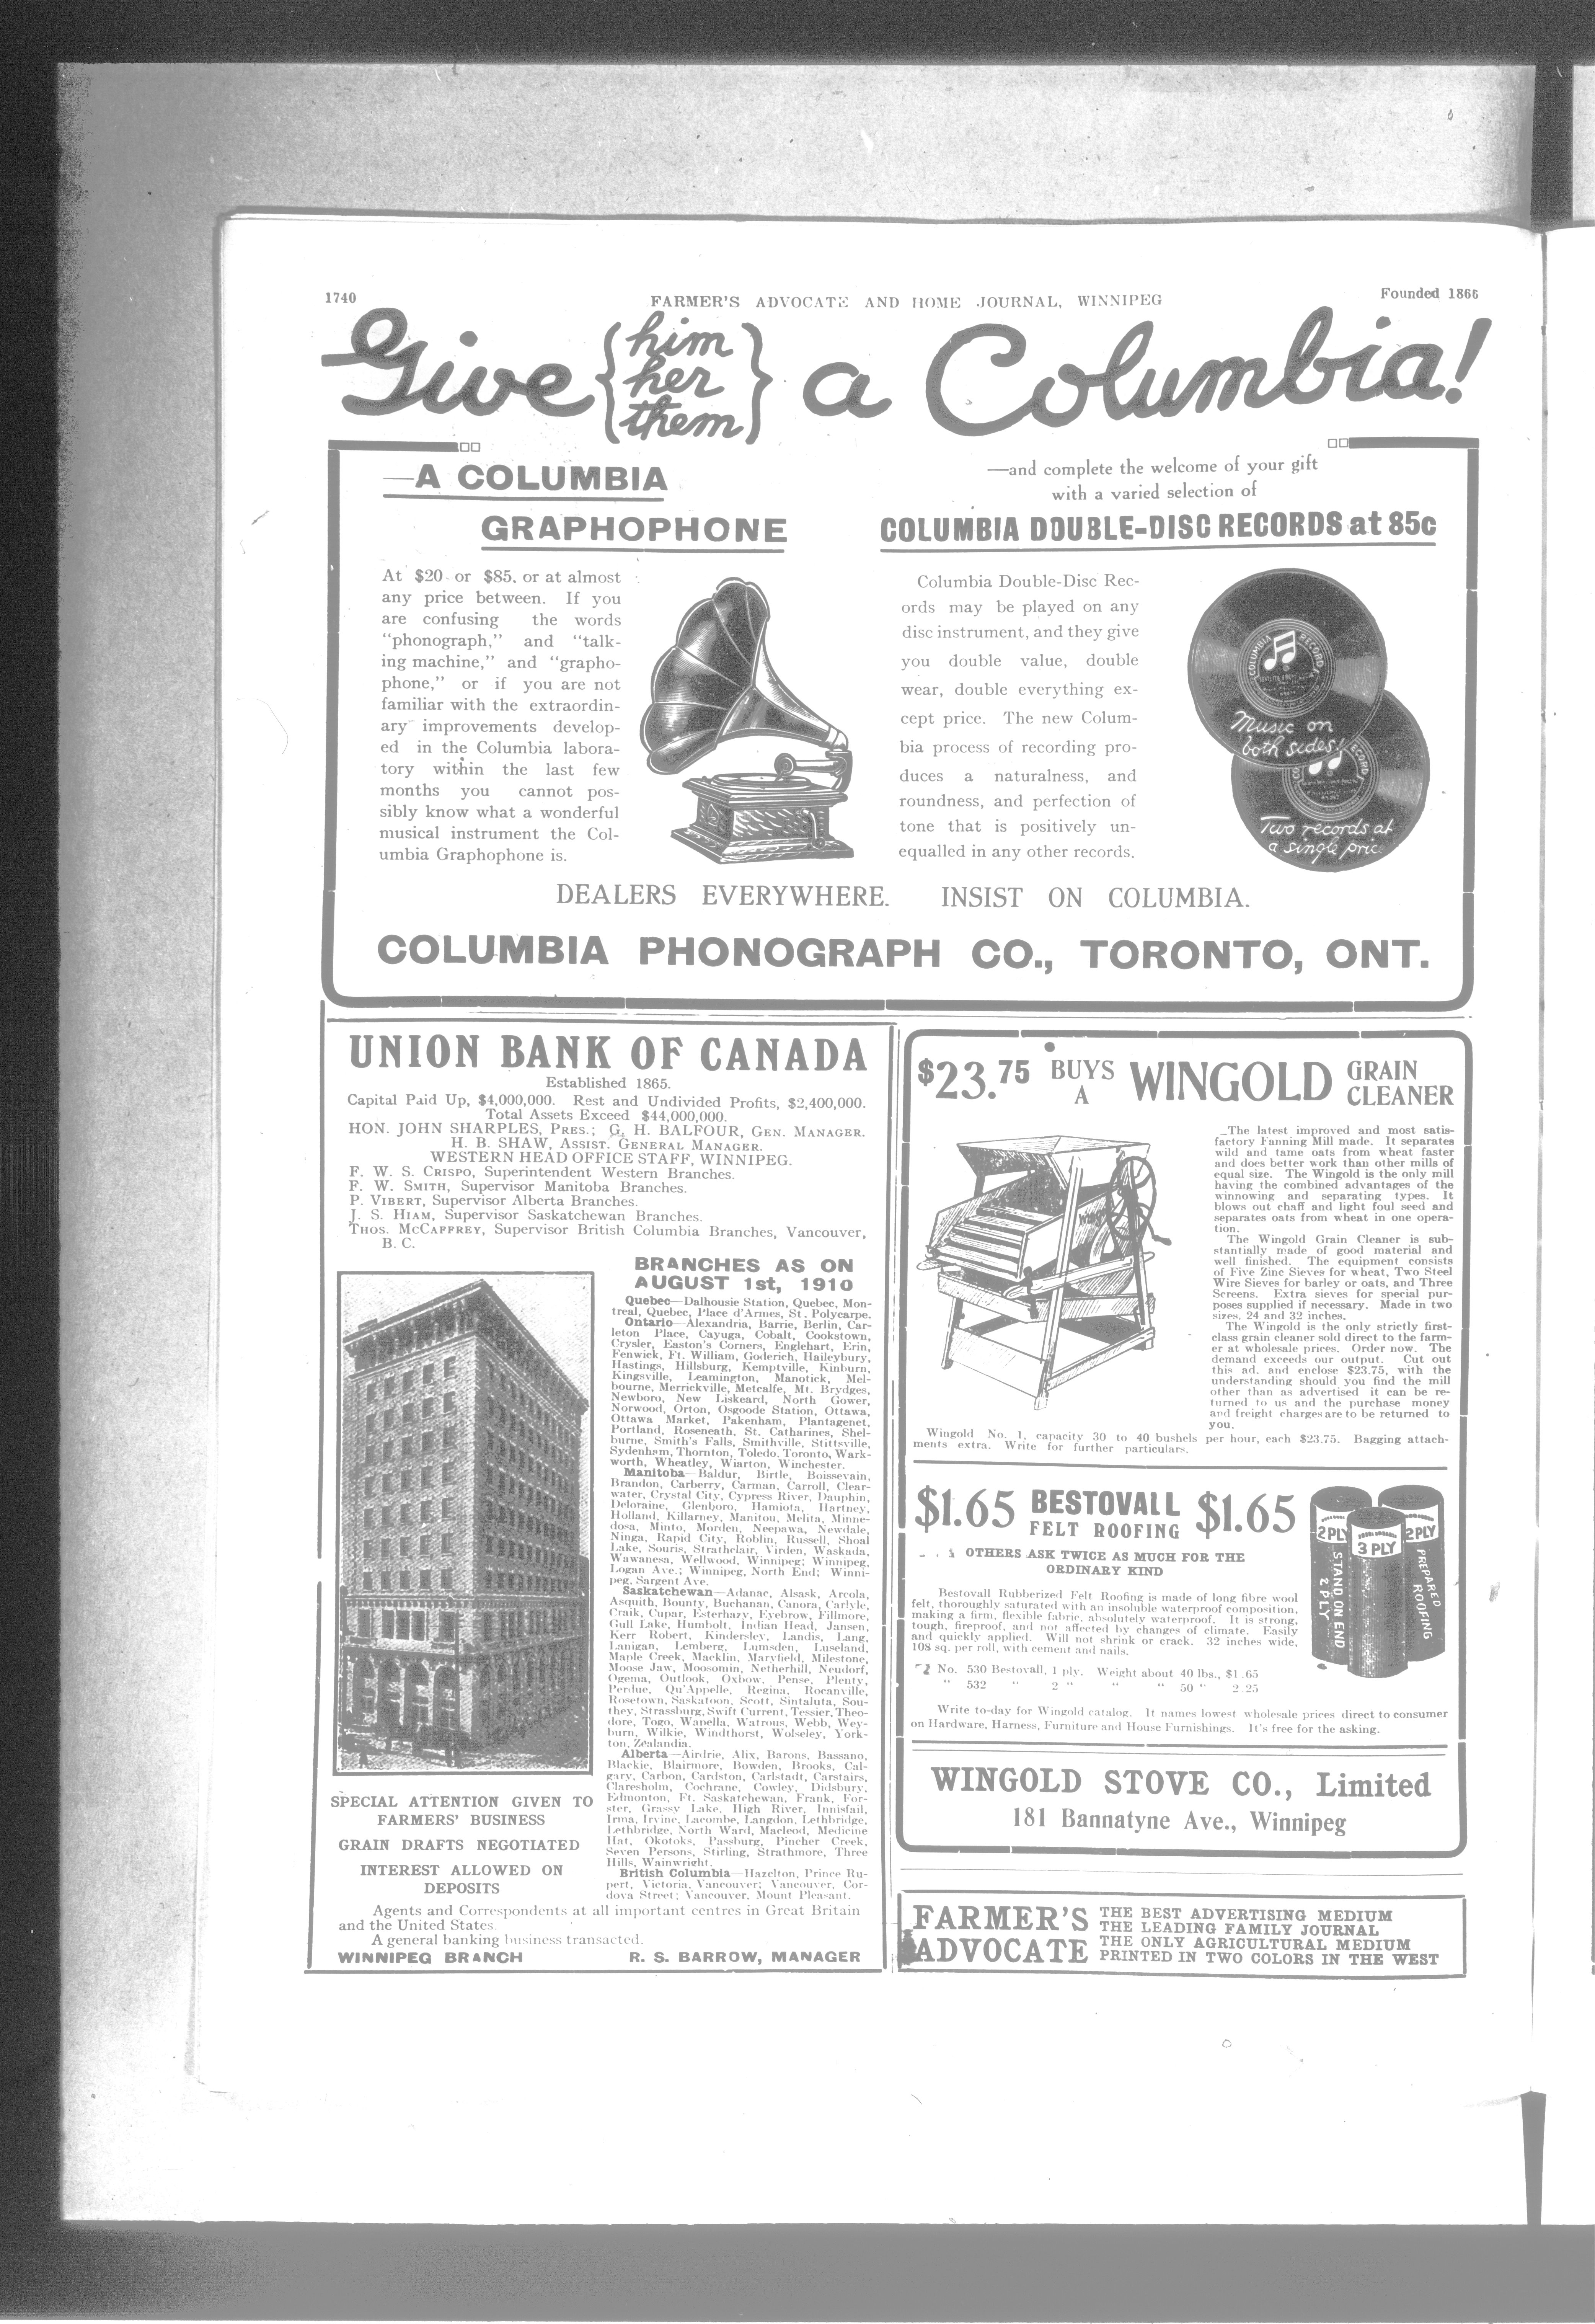 1740
FARMER'S ADVOCATE AND HOME JOURNAL, WINNIPEG
Founded 1866
Give { him her them } a Columbia!
—A COLUMBIA
GRAPHOPHONE
At $20 or $85, or at almost
any price between. If you
are confusing the words
"phonograph," and "talk-
ing machine," and "grapho-
phone," or if you are not
familiar with the extraordin-
ary improvements develop-
ed in the Columbia labora-
tory within the last few
months you cannot pos-
sibly know what a wonderful
musical instrument the Col-
umbia Graphophone is.
—and complete the welcome of your gift
with a varied selection of
COLUMBIA DOUBLE-DISC RECORDS at 85c
Columbia Double-Disc Rec-
ords may be played on any
disc instrument, and they give
you double value, double
wear, double everything ex-
cept price. The new Colum-
bia process of recording pro-
duces a naturalness, and
roundness, and perfection of
tone that is positively un-
equalled in any other records.
COLUMBIA RECORD
Music on
both sides!
RECORD
Two records at
a single price
DEALERS EVERYWHERE. INSIST ON COLUMBIA.
COLUMBIA PHONOGRAPH CO., TORONTO, ONT.
UNION BANK OF CANADA
Established 1865.
Capital Paid Up, $4,000,000. Rest and Undivided Profits, $2,400,000.
Total Assets Exceed $44,000,000.
HON. JOHN SHARPLES, PRES.; G. H. BALFOUR, GEN. MANAGER.
H. B. SHAW, ASSIST. GENERAL MANAGER.
WESTERN HEAD OFFICE STAFF, WINNIPEG.
F. W. S. CRISPO, Superintendent Western Branches.
F. W. SMITH, Supervisor Manitoba Branches.
P. VIBERT, Supervisor Alberta Branches.
J. S. HIAM, Supervisor Saskatchewan Branches.
THOS. MCCAFFREY, Supervisor British Columbia Branches, Vancouver,
B. C.
BRANCHES AS ON
AUGUST 1st, 1910
Quebec—Dalhousie Station, Quebec, Mon-
treal, Quebec, Place d'Armes, St. Polycarpe.
Ontario—Alexandria, Barrie, Berlin, Car-
leton Place, Cayuga, Cobalt, Cookstown,
Crysler, Easton's Corners, Englehart, Erin,
Fenwick, Ft. William, Goderich, Haileybury,
Hastings, Hillsburg, Kemptville, Kinburn,
Kingsville, Leamington, Manotick, Mel-
bourne, Merrickville, Metcalfe, Mt. Brydges,
Newboro, New Liskeard, North Gower,
Norwood, Orton, Osgoode Station, Ottawa,
Ottawa Market, Pakenham, Plantagenet,
Portland, Roseneath, St. Catharines, Shel-
burne, Smith's Falls, Smithville, Stittsville,
Sydenham, Thornton, Toledo, Toronto, Wark-
worth, Wheatley, Wiarton, Winchester.
Manitoba—Baldur, Birtle, Boissevain,
Brandon, Carberry, Carman, Carroll, Clear-
water, Crystal City, Cypress River, Dauphin,
Deloraine, Glenboro, Hamiota, Hartney,
Holland, Killarney, Manitou, Melita, Minne-
dosa, Minto, Morden, Neepawa, Newdale,
Ninga, Rapid City, Roblin, Russell, Shoal
Lake, Souris, Strathclair, Virden, Waskada,
Wawanesa, Wellwood, Winnipeg; Winnipeg,
Logan Ave.; Winnipeg, North End; Winni-
peg, Sargent Ave.
Saskatchewan—Adanac, Alsask, Arcola,
Asquith, Bounty, Buchanan, Canora, Carlyle,
Craik, Cupar, Esterhazy, Eyebrow, Fillmore,
Gull Lake, Humbolt, Indian Head, Jansen,
Kerr Robert, Kindersley, Landis, Lang,
Lanigan, Lemberg, Lumsden, Luseland,
Maple Creek, Macklin, Maryfield, Milestone,
Moose Jaw, Moosomin, Netherhill, Neudorf,
Ogema, Outlook, Oxbow, Pense, Plenty,
Perdue, Qu'Appelle, Regina, Rocanville,
Rosetown, Saskatoon, Scott, Sintaluta, Sou-
they, Strassburg, Swift Current, Tessier, Theo-
dore, Togo, Wapella, Watrous, Webb, Wey-
burn, Wilkie, Windthorst, Wolseley, York-
ton, Zealandia.
Alberta—Airdrie, Alix, Barons, Bassano,
Blackie, Blairmore, Bowden, Brooks, Cal-
gary, Carbon, Cardston, Carlstadt, Carstairs,
Claresholm, Cochrane, Cowley, Didsbury,
Edmonton, Ft. Saskatchewan, Frank, For-
ster, Grassy Lake, High River, Innisfail,
Irma, Irvine, Lacombe, Langdon, Lethbridge,
Lethbridge, North Ward, Macleod, Medicine
Hat, Okotoks, Passburg, Pincher Creek,
Seven Persons, Stirling, Strathmore, Three
Hills, Wainwright.
British Columbia—Hazelton, Prince Ru-
pert, Victoria, Vancouver; Vancouver, Cor-
dova Street; Vancouver, Mount Pleasant.
SPECIAL ATTENTION GIVEN TO
FARMERS' BUSINESS
GRAIN DRAFTS NEGOTIATED
INTEREST ALLOWED ON
DEPOSITS
Agents and Correspondents at all important centres in Great Britain
and the United States.
A general banking business transacted.
WINNIPEG BRANCH R. S. BARROW, MANAGER
$23.75 BUYS A WINGOLD GRAIN CLEANER
The latest improved and most satis-
factory Fanning Mill made. It separates
wild and tame oats from wheat faster
and does better work than other mills of
equal size. The Wingold is the only mill
having the combined advantages of the
winnowing and separating types. It
blows out chaff and light foul seed and
separates oats from wheat in one opera-
tion.
The Wingold Grain Cleaner is sub-
stantially made of good material and
well finished. The equipment consists
of Five Zinc Sieves for wheat, Two Steel
Wire Sieves for barley or oats, and Three
Screens. Extra sieves for special pur-
poses supplied if necessary. Made in two
sizes, 24 and 32 inches.
The Wingold is the only strictly first-
class grain cleaner sold direct to the farm-
er at wholesale prices. Order now. The
demand exceeds our output. Cut out
this ad. and enclose $23.75, with the
understanding should you find the mill
other than as advertised it can be re-
turned to us and the purchase money
and freight charges are to be returned to
you.
Wingold No. 1, capacity 30 to 40 bushels per hour, each $23.75. Bagging attach-
ments extra. Write for further particulars.
$1.65 BESTOVALL FELT ROOFING $1.65
OTHERS ASK TWICE AS MUCH FOR THE
ORDINARY KIND
2 PLY
3 PLY
2 PLY
STAND ON END
2 PLY
PREPARED
ROOFING
Bestovall Rubberized Felt Roofing is made of long fibre wool
felt, thoroughly saturated with an insoluble waterproof composition,
making a firm, flexible fabric, absolutely waterproof. It is strong,
tough, fireproof, and not affected by changes of climate. Easily
and quickly applied. Will not shrink or crack. 32 inches wide,
108 sq. per roll, with cement and nails.
No. 530 Bestovall, 1 ply. Weight about 40 lbs., $1.65
" 532 " 2 " " " 50 " 2.25
Write to-day for Wingold catalog. It names lowest wholesale prices direct to consumer
on Hardware, Harness, Furniture and House Furnishings. It's free for the asking.
WINGOLD STOVE CO., Limited
181 Bannatyne Ave., Winnipeg
FARMER'S
ADVOCATE
THE BEST ADVERTISING MEDIUM
THE LEADING FAMILY JOURNAL
THE ONLY AGRICULTURAL MEDIUM
PRINTED IN TWO COLORS IN THE WEST